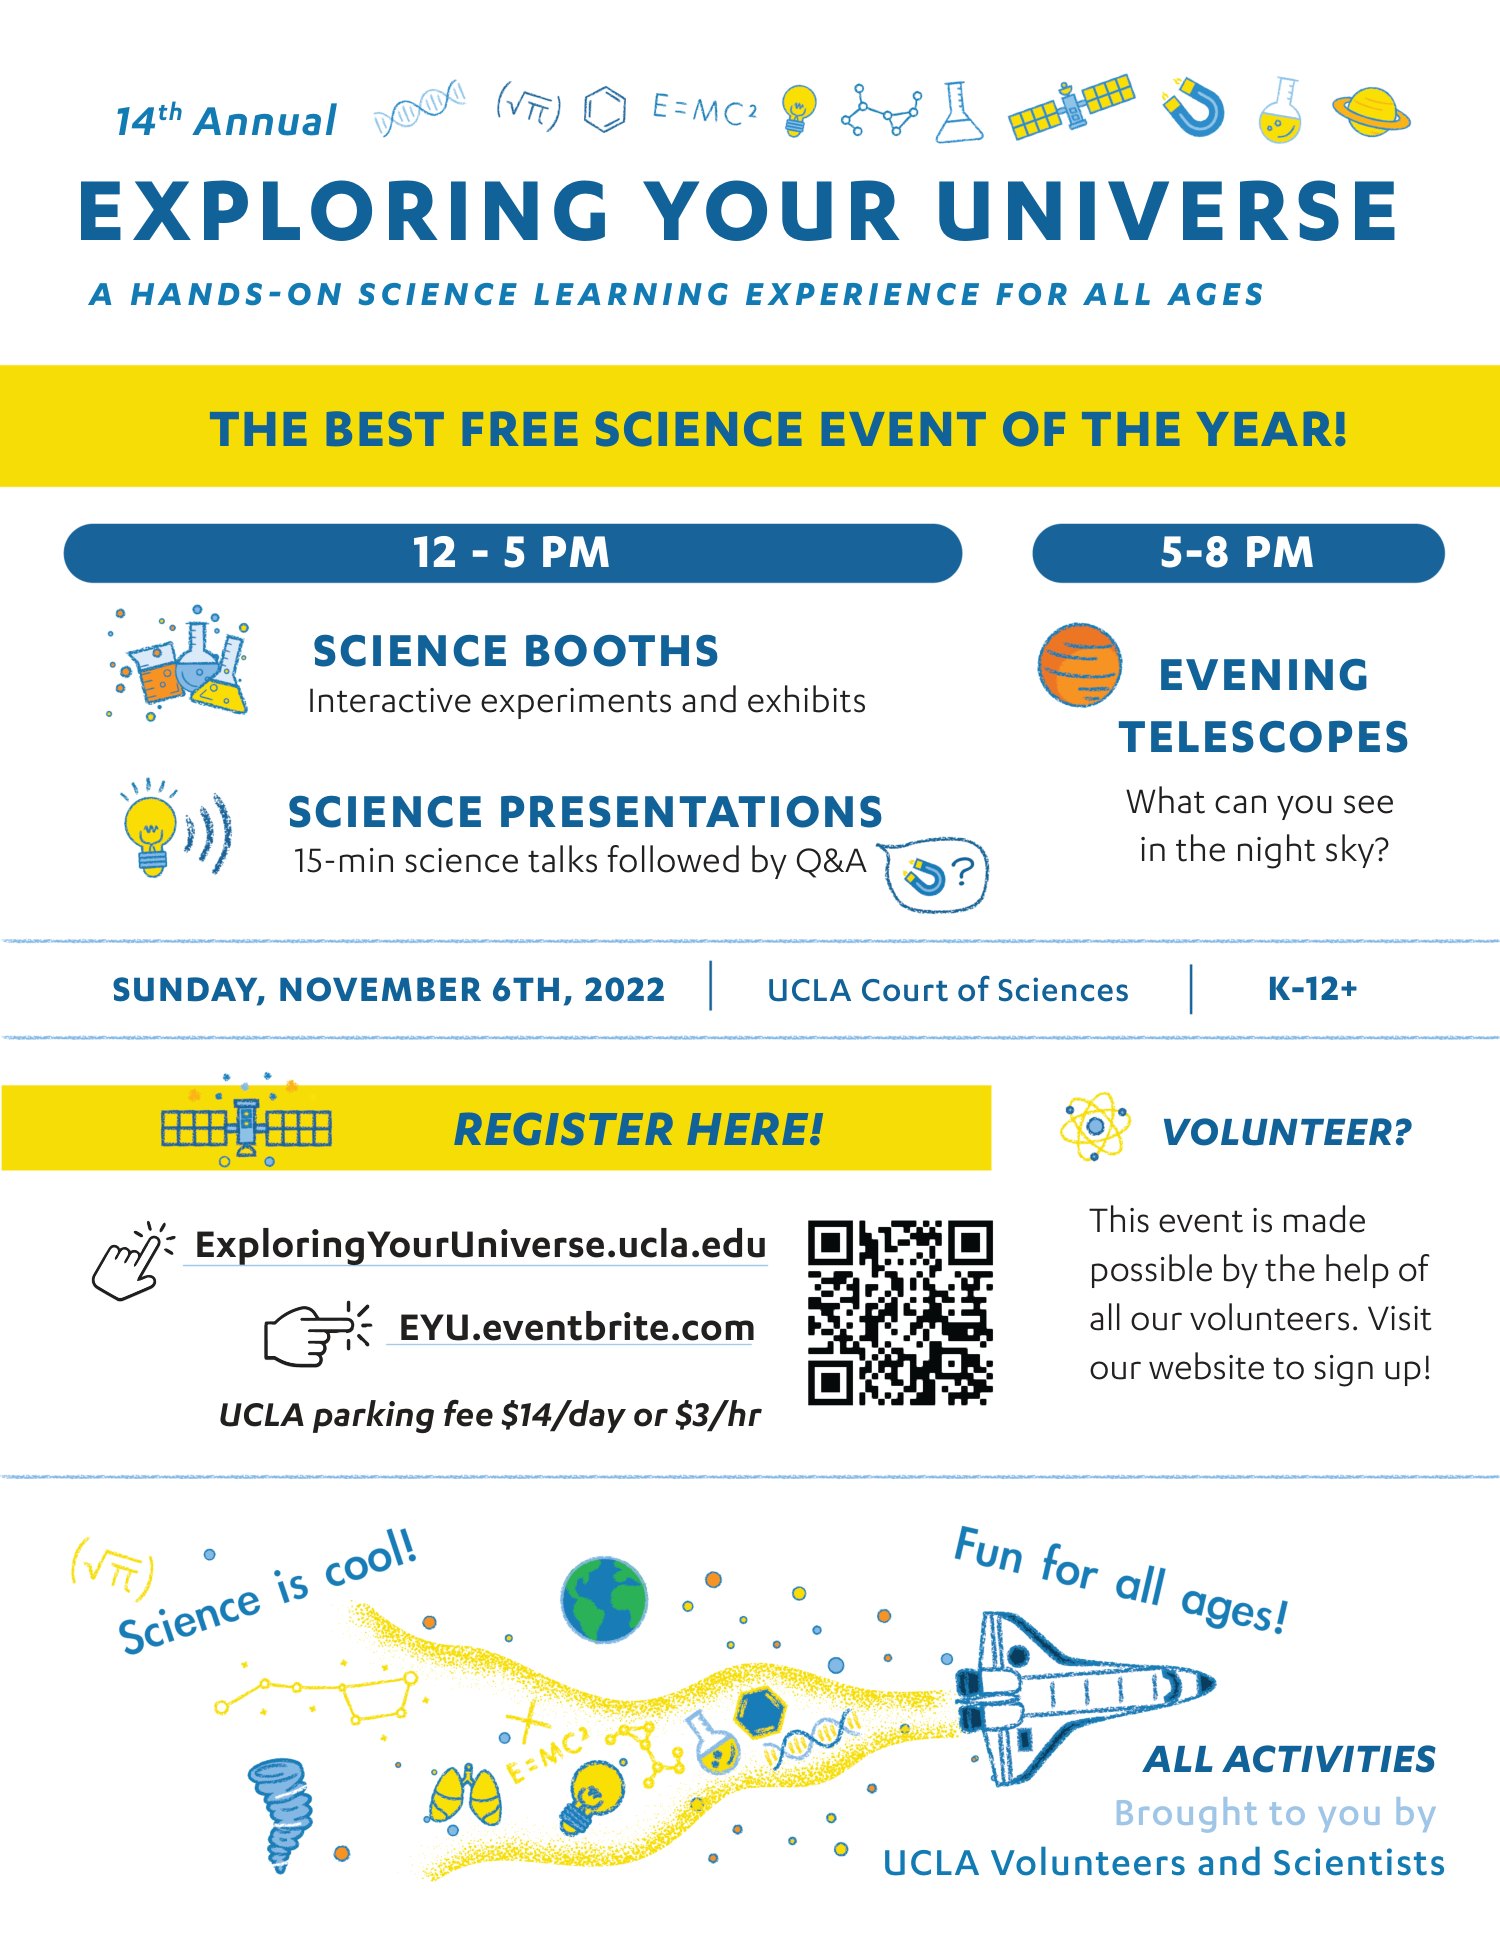 14th Annual
(√π)
E=MC²
EXPLORING YOUR UNIVERSE
A HANDS-ON SCIENCE LEARNING EXPERIENCE FOR ALL AGES
THE BEST FREE SCIENCE EVENT OF THE YEAR!
12 - 5 PM
SCIENCE BOOTHS
Interactive experiments and exhibits
SCIENCE PRESENTATIONS
15-min science talks followed by Q&A
?
5-8 PM
EVENING
TELESCOPES
What can you see
in the night sky?
SUNDAY, NOVEMBER 6TH, 2022
UCLA Court of Sciences
K-12+
REGISTER HERE!
ExploringYourUniverse.ucla.edu
EYU.eventbrite.com
UCLA parking fee $14/day or $3/hr
VOLUNTEER?
This event is made
possible by the help of
all our volunteers. Visit
our website to sign up!
(√π)
Science is cool!
Fun for all ages!
E=MC²
ALL ACTIVITIES
Brought to you by
UCLA Volunteers and Scientists